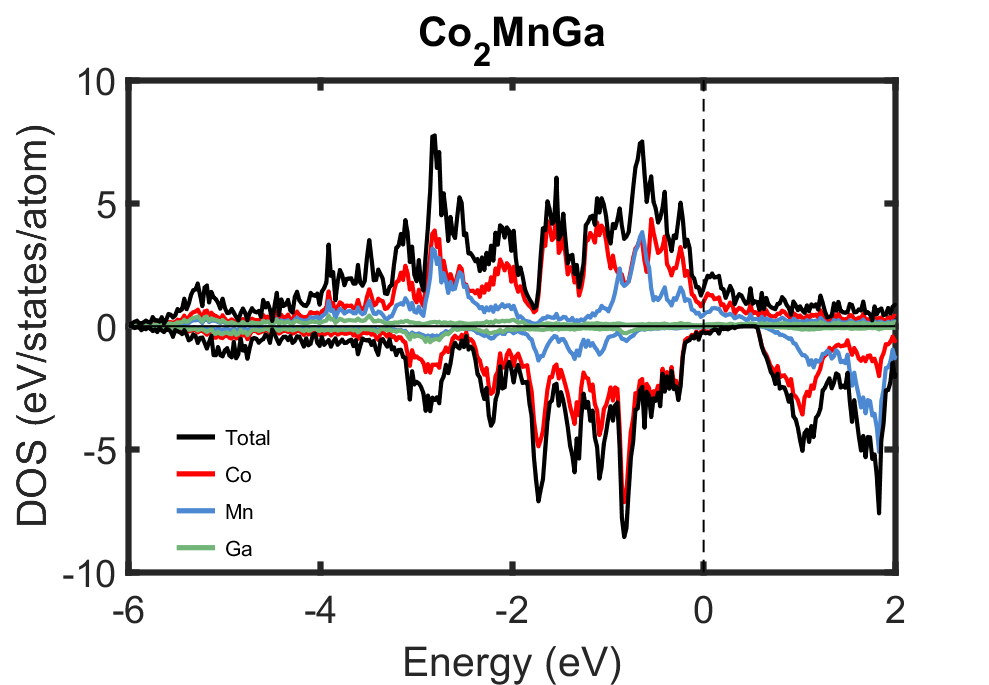 Co2MnGa
DOS (eV/states/atom)
10
5
0
-5
-10
Total
Co
Mn
Ga
-6 -4 -2 0 2
Energy (eV)